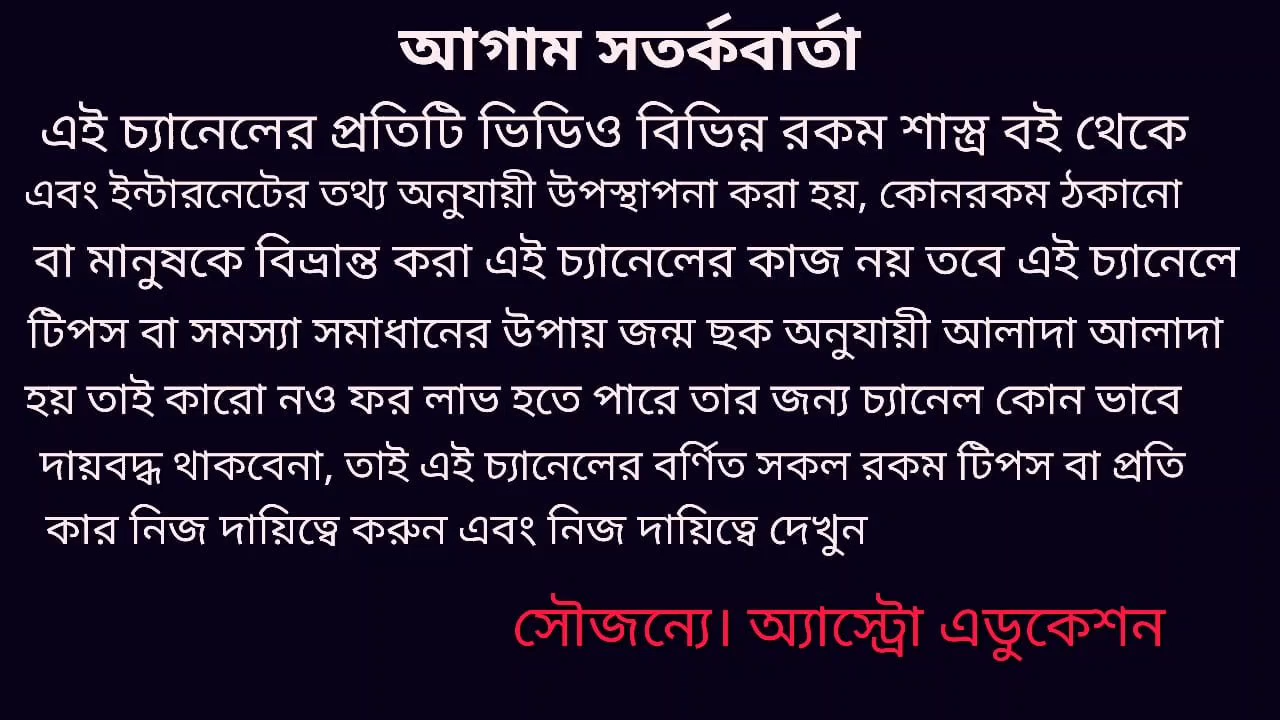 আগাম সতর্কবার্তা
এই চ্যানেলের প্রতিটি ভিডিও বিভিন্ন রকম শাস্ত্র বই থেকে
এবং ইন্টারনেটের তথ্য অনুযায়ী উপস্থাপনা করা হয়, কোনরকম ঠকানো
বা মানুষকে বিভ্রান্ত করা এই চ্যানেলের কাজ নয় তবে এই চ্যানেলে
টিপস বা সমস্যা সমাধানের উপায় জন্ম ছক অনুযায়ী আলাদা আলাদা
হয় তাই কারো নও ফর লাভ হতে পারে তার জন্য চ্যানেল কোন ভাবে
দায়বদ্ধ থাকবেনা, তাই এই চ্যানেলের বর্ণিত সকল রকম টিপস বা প্রতি
কার নিজ দায়িত্বে করুন এবং নিজ দায়িত্বে দেখুন
সৌজন্যে। অ্যাস্ট্রো এডুকেশন